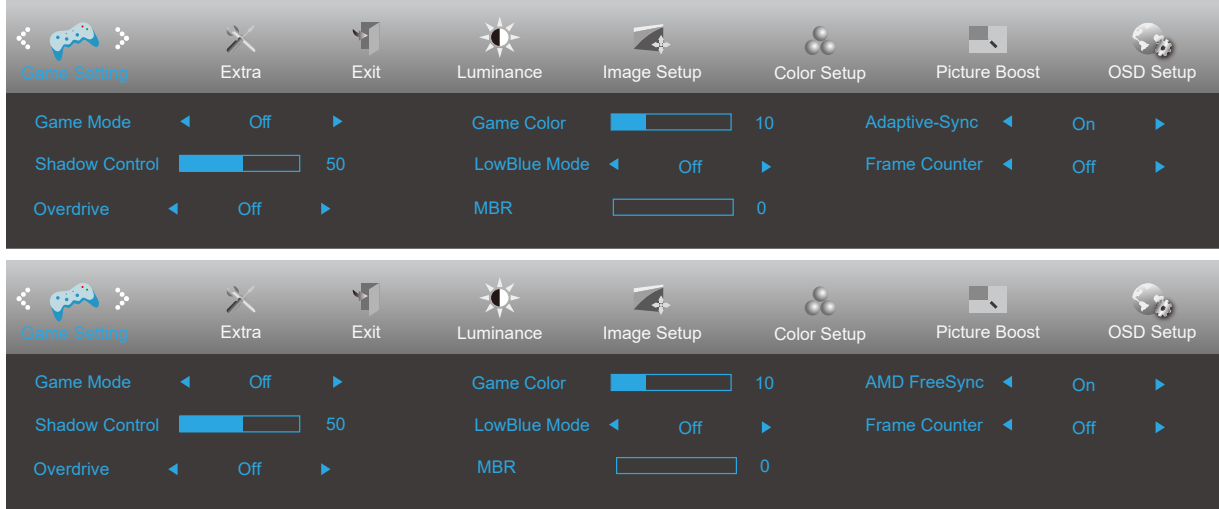 Game Setting Extra Exit Luminance Image Setup Color Setup Picture Boost OSD Setup
Game Mode Off Game Color 10 Adaptive-Sync On
Shadow Control 50 LowBlue Mode Off Frame Counter Off
Overdrive Off MBR 0
Game Setting Extra Exit Luminance Image Setup Color Setup Picture Boost OSD Setup
Game Mode Off Game Color 10 AMD FreeSync On
Shadow Control 50 LowBlue Mode Off Frame Counter Off
Overdrive Off MBR 0